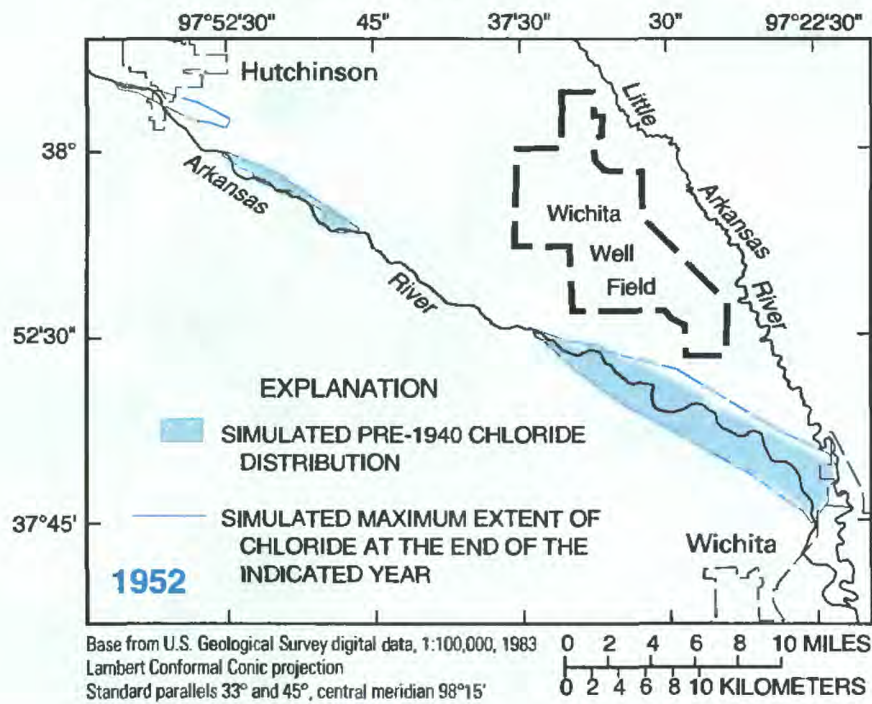 97°52'30" 45" 37'30" 30" 97°22'30"
Hutchinson
Little
38°
Arkansas
Arkansas
Wichita
Well
Field
River
River
52'30"
EXPLANATION
SIMULATED PRE-1940 CHLORIDE
DISTRIBUTION
SIMULATED MAXIMUM EXTENT OF
CHLORIDE AT THE END OF THE
INDICATED YEAR
37°45'
Wichita
1952
Base from U.S. Geological Survey digital data, 1:100,000, 1983
Lambert Conformal Conic projection
Standard parallels 33° and 45°, central meridian 98°15'
0 2 4 6 8 10 MILES
0 2 4 6 8 10 KILOMETERS